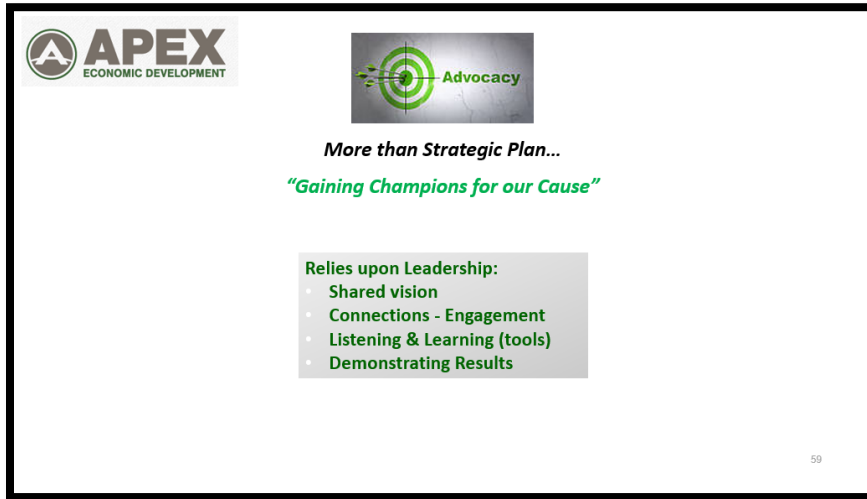 APEX
ECONOMIC DEVELOPMENT
Advocacy
More than Strategic Plan...
“Gaining Champions for our Cause”
Relies upon Leadership:
• Shared vision
• Connections - Engagement
• Listening & Learning (tools)
• Demonstrating Results
59